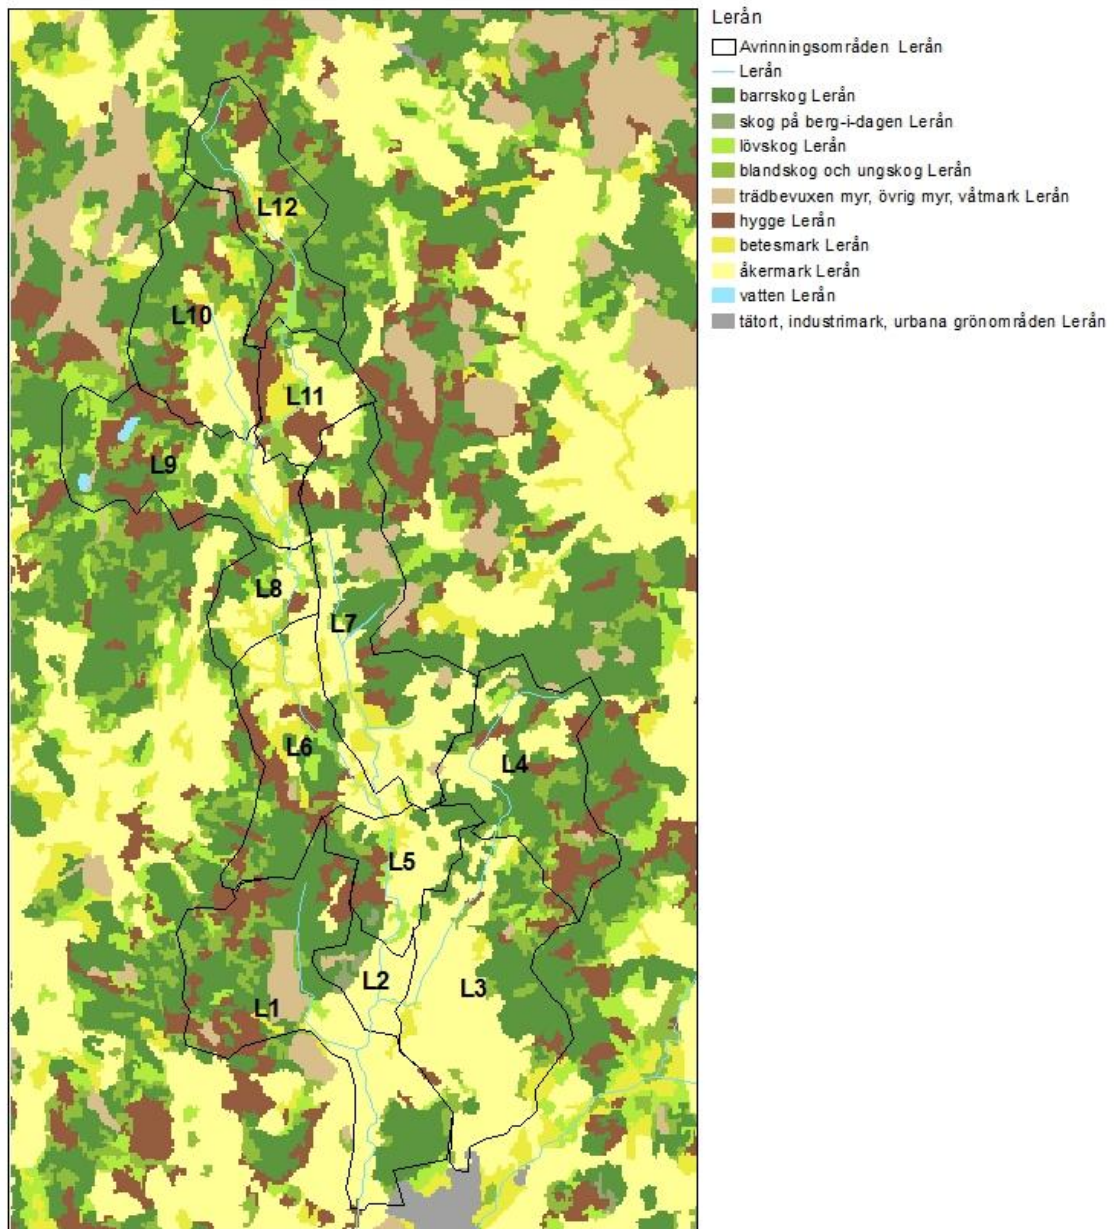 Lerån
Avrinningsområden Lerån
Lerån
barrskog Lerån
skog på berg-i-dagen Lerån
lövskog Lerån
blandskog och ungskog Lerån
trädbevuxen myr, övrig myr, våtmark Lerån
hygge Lerån
betesmark Lerån
åkermark Lerån
vatten Lerån
tätort, industrimark, urbana grönområden Lerån
L12
L10
L11
L9
L8
L7
L6
L4
L5
L2
L3
L1